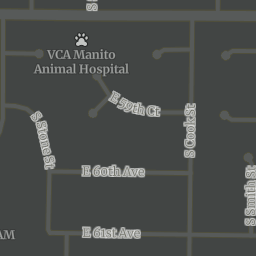 S
VCA Manito
Animal Hospital
E 59th Ct
S Cook St
S Stone St
E 60th Ave
S Smith St
E 61st Ave
AM